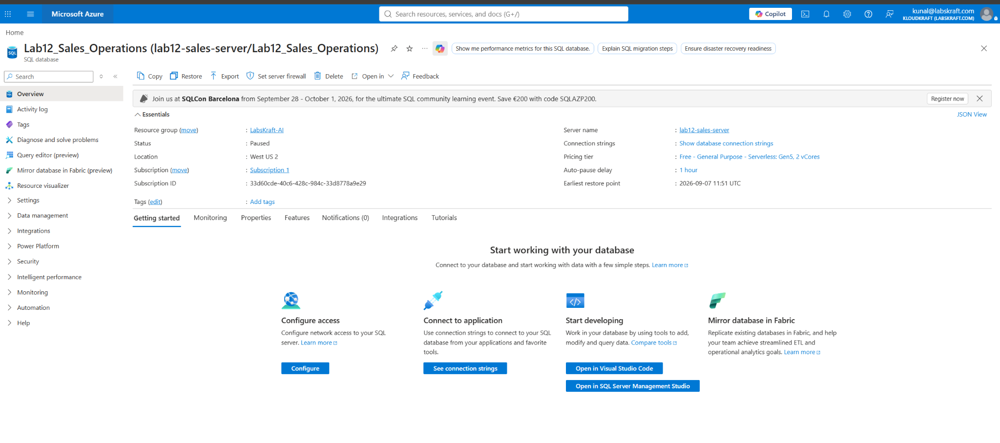 Microsoft Azure
Search resources, services, and docs (G+/)
Copilot
kunal@labskraft.com
KLOUDKRAFT (LABSKRAFT.COM)
Home
SQL
Lab12_Sales_Operations (lab12-sales-server/Lab12_Sales_Operations)
Show me performance metrics for this SQL database.
Explain SQL migration steps
Ensure disaster recovery readiness
SQL database
Search
Copy
Restore
Export
Set server firewall
Delete
Open in
Feedback
Overview
Activity log
Tags
Diagnose and solve problems
Query editor (preview)
Mirror database in Fabric (preview)
Resource visualizer
Settings
Data management
Integrations
Power Platform
Security
Intelligent performance
Monitoring
Automation
Help
Join us at SQLCon Barcelona from September 28 - October 1, 2026, for the ultimate SQL community learning event. Save €200 with code SQLAZP200.
Register now
Essentials
JSON View
Resource group (move) : LabsKraft-AI
Status : Paused
Location : West US 2
Subscription (move) : Subscription 1
Subscription ID : 33d60cde-40c6-428c-984c-33d8778a9e29
Tags (edit) : Add tags
Server name : lab12-sales-server
Connection strings : Show database connection strings
Pricing tier : Free - General Purpose - Serverless: Gen5, 2 vCores
Auto-pause delay : 1 hour
Earliest restore point : 2026-09-07 11:51 UTC
Getting started
Monitoring
Properties
Features
Notifications (0)
Integrations
Tutorials
Start working with your database
Connect to your database and start working with data with a few simple steps. Learn more
Configure access
Configure network access to your SQL
server. Learn more
Configure
Connect to application
Use connection strings to connect to your SQL
database from your applications and favorite
tools.
See connection strings
Start developing
Work in your database by using tools to add,
modify and query data. Compare tools
Open in Visual Studio Code
Open in SQL Server Management Studio
Mirror database in Fabric
Replicate existing databases in Fabric, and help
your team achieve streamlined ETL and
operational analytics goals. Learn more